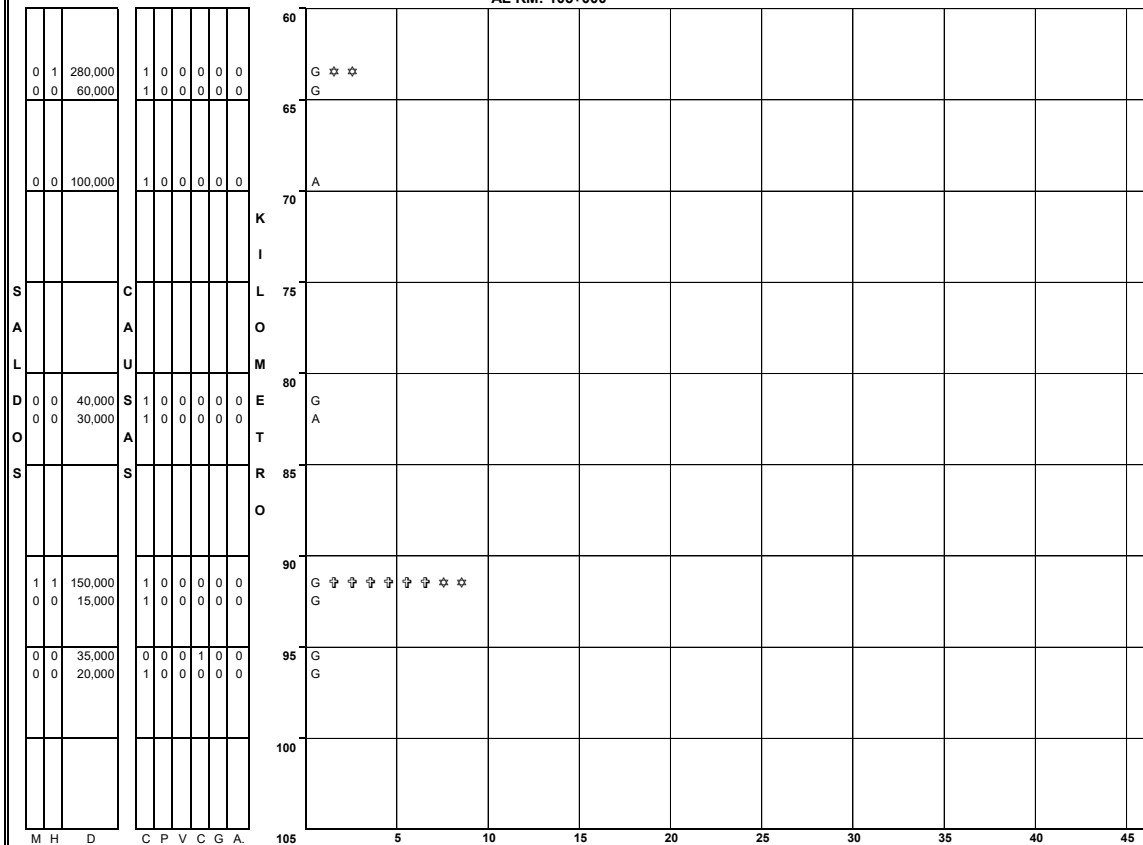 60
0 1 280,000 1 0 0 0 0 0 G ✡ ✡
0 0 60,000 1 0 0 0 0 0 G
65
0 0 100,000 1 0 0 0 0 0 A
70
K
I
S C L 75
A A O
L U M
80
D 0 0 40,000 S 1 0 0 0 0 0 E G
0 0 30,000 1 0 0 0 0 0 A
O A T
S S R 85
O
90
1 1 150,000 1 0 0 0 0 0 G ✞ ✞ ✞ ✞ ✞ ✞ ✡ ✡
0 0 15,000 1 0 0 0 0 0 G
0 0 35,000 0 0 0 1 0 0 95 G
0 0 20,000 1 0 0 0 0 0 G
100
M H D C P V C G A. 105 5 10 15 20 25 30 35 40 45